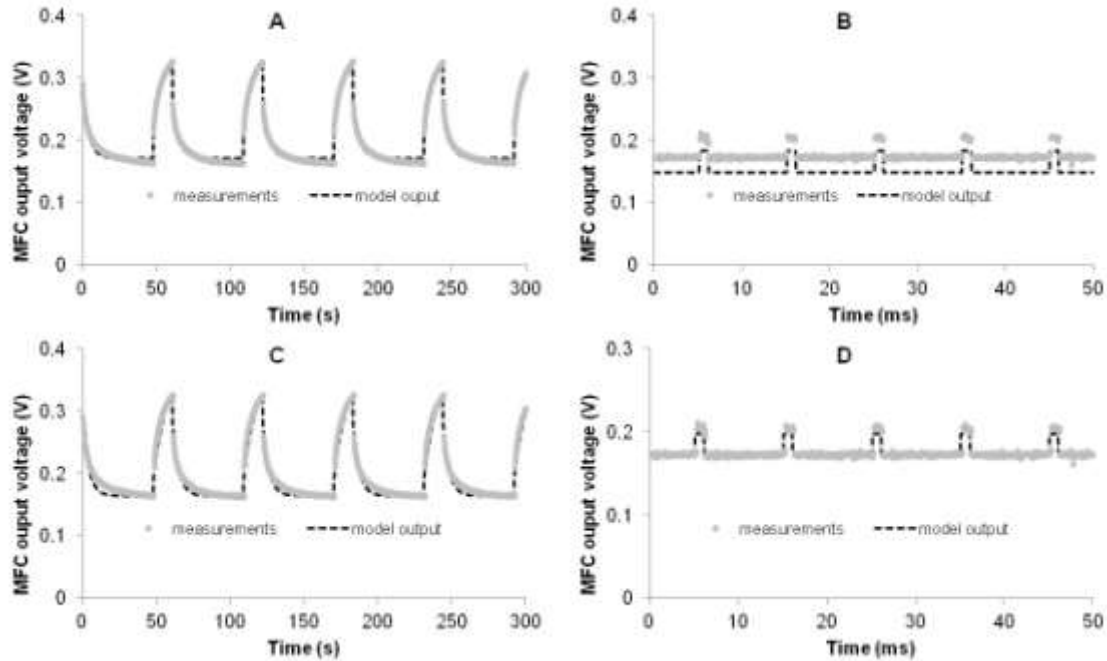 A
MFC ouput voltage (V)
0.4
0.3
0.2
0.1
0
measurements
model ouput
0 50 100 150 200 250 300
Time (s)
B
MFC ouput voltage (V)
0.4
0.3
0.2
0.1
0
measurements
model output
0 10 20 30 40 50
Time (ms)
C
MFC ouput voltage (V)
0.4
0.3
0.2
0.1
0
measurements
model output
0 50 100 150 200 250 300
Time (s)
D
MFC ouput voltage (V)
0.3
0.2
0.1
0
measurements
model output
0 10 20 30 40 50
Time (ms)